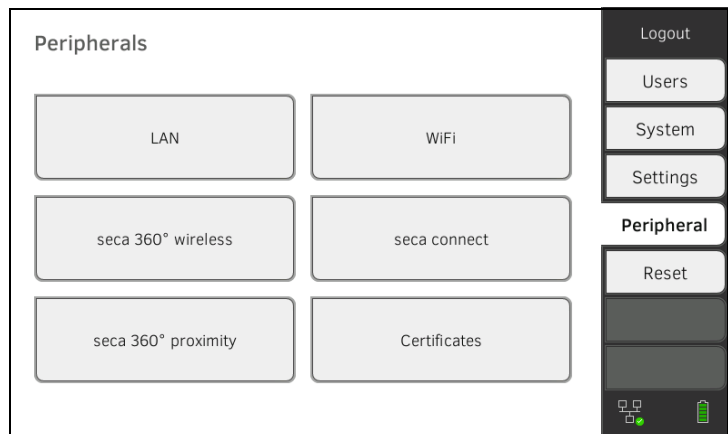 Peripherals
LAN
WiFi
seca 360° wireless
seca connect
seca 360° proximity
Certificates
Logout
Users
System
Settings
Peripheral
Reset